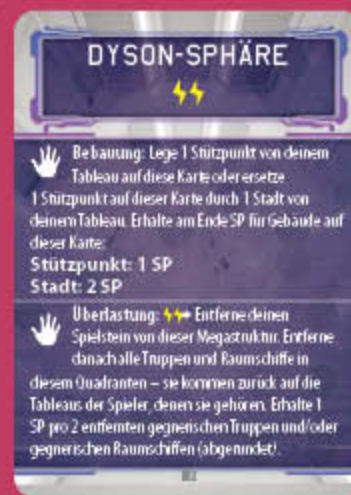 DYSON-SPHÄRE
Bebauung: Lege 1 Stützpunkt von deinem
Tableau auf diese Karte oder ersetze
1 Stützpunkt auf dieser Karte durch 1 Stadt von
deinem Tableau. Erhalte am Ende SP für Gebäude auf
dieser Karte:
Stützpunkt: 1 SP
Stadt: 2 SP
Überlastung: Entferne deinen
Spielstein von dieser Megastruktur. Entferne
danach alle Truppen und Raumschiffe in
diesem Quadranten – sie kommen zurück auf die
Tableaus der Spieler, denen sie gehören. Erhalte 1
SP pro 2 entfernten gegnerischen Truppen und/oder
gegnerischen Raumschiffen (abgerundet).